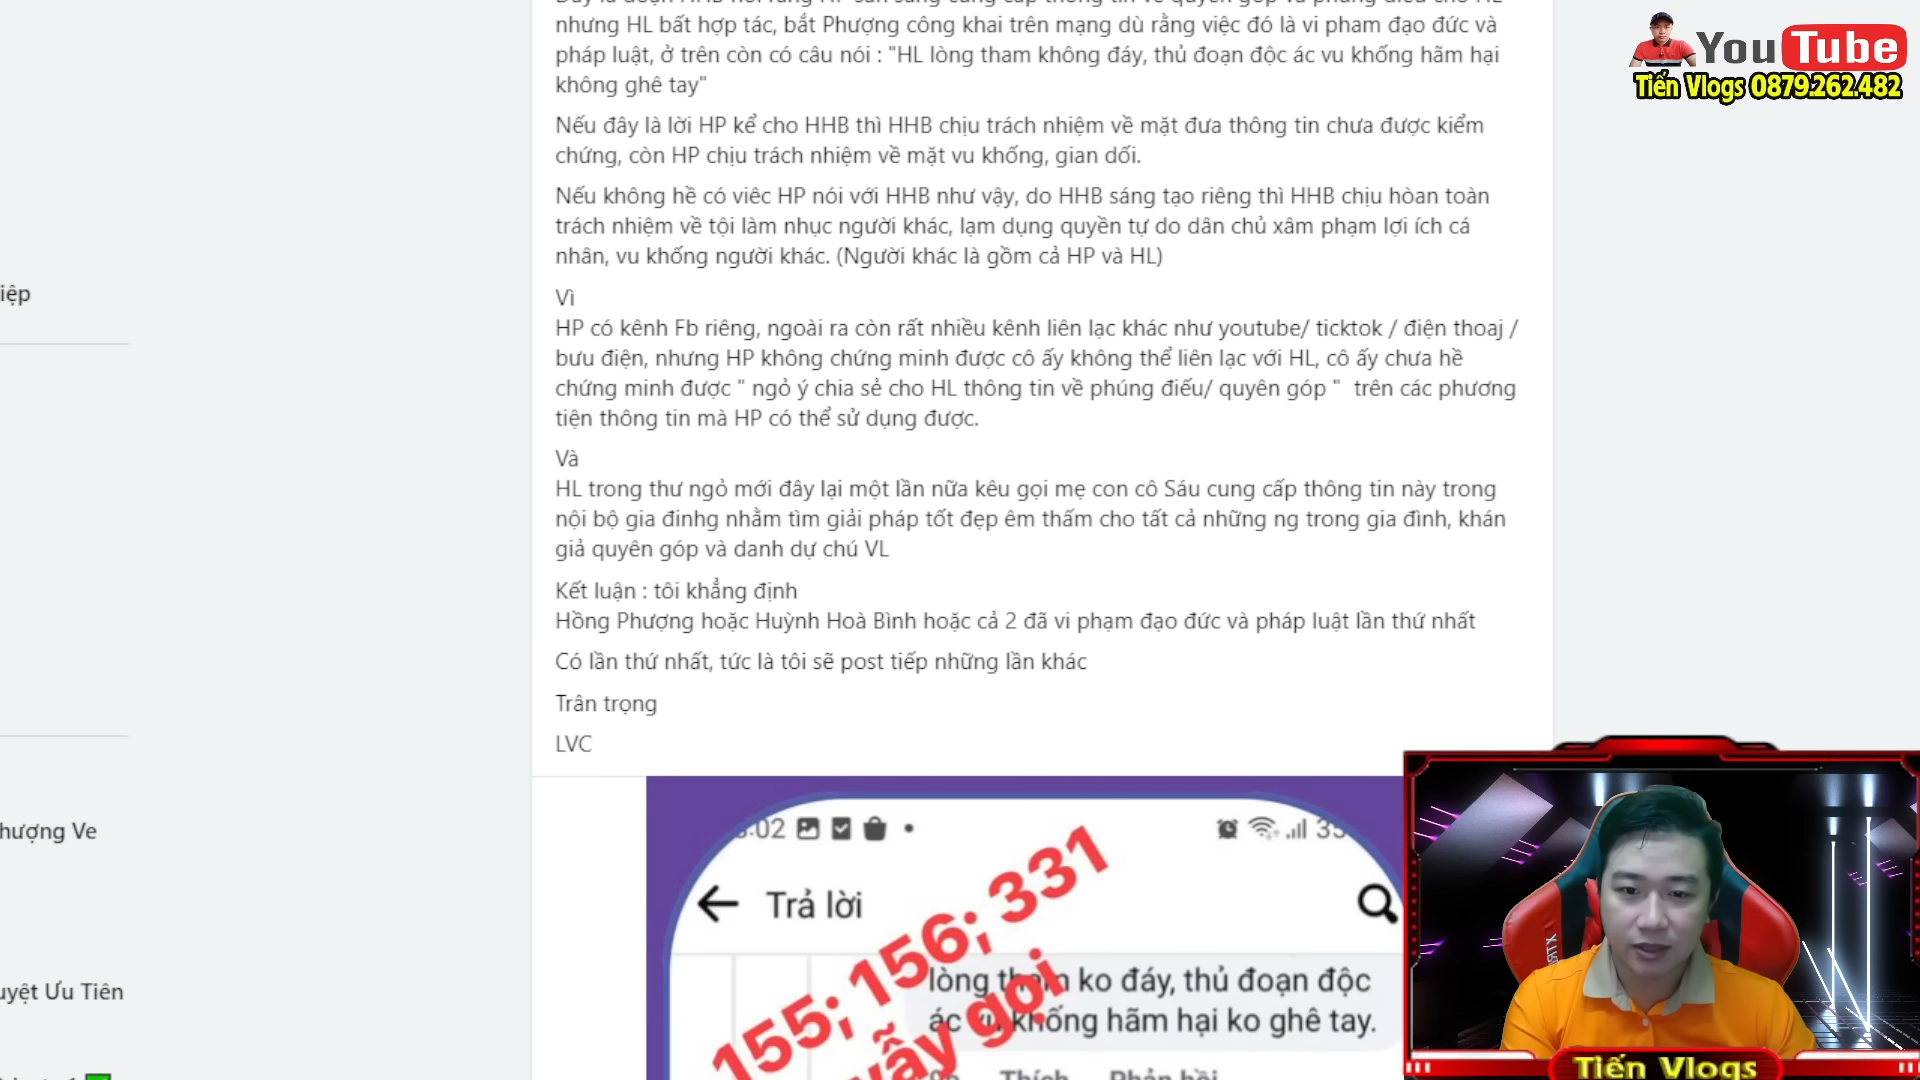 nhưng HL bất hợp tác, bắt Phượng công khai trên mạng dù rằng việc đó là vi pham đạo đức và
pháp luật, ở trên còn có câu nói : "HL lòng tham không đáy, thủ đoạn độc ác vu khống hãm hại
không ghê tay"
Nếu đây là lời HP kể cho HHB thì HHB chịu trách nhiệm về mặt đưa thông tin chưa được kiểm
chứng, còn HP chịu trách nhiệm về mặt vu khống, gian dối.
Nếu không hề có viêc HP nói với HHB như vậy, do HHB sáng tạo riêng thì HHB chịu hòan toàn
trách nhiệm về tội làm nhục người khác, lạm dụng quyền tự do dân chủ xâm phạm lợi ích cá
nhân, vu khống người khác. (Người khác là gồm cả HP và HL)
Vì
HP có kênh Fb riêng, ngoài ra còn rất nhiều kênh liên lạc khác như youtube/ ticktok / điện thoaj /
bưu điện, nhưng HP không chứng minh được cô ấy không thể liên lạc với HL, cô ấy chưa hề
chứng minh được " ngỏ ý chia sẻ cho HL thông tin về phúng điếu/ quyên góp " trên các phương
tiện thông tin mà HP có thể sử dụng được.
Và
HL trong thư ngỏ mới đây lại một lần nữa kêu gọi mẹ con cô Sáu cung cấp thông tin này trong
nội bộ gia đinhg nhằm tìm giải pháp tốt đẹp êm thấm cho tất cả những ng trong gia đình, khán
giả quyên góp và danh dự chú VL
Kết luận : tôi khẳng định
Hồng Phượng hoặc Huỳnh Hoà Bình hoặc cả 2 đã vi phạm đạo đức và pháp luật lần thứ nhất
Có lần thứ nhất, tức là tôi sẽ post tiếp những lần khác
Trân trọng
LVC
iệp
hượng Ve
uyệt Ưu Tiên
:02
Trả lời
155; 156; 331
vẫy gọi
lòng tham ko đáy, thủ đoạn độc
ác vu khống hãm hại ko ghê tay.
Thích Phản hồi
YouTube
Tiến Vlogs 0879.262.482
Tiến Vlogs